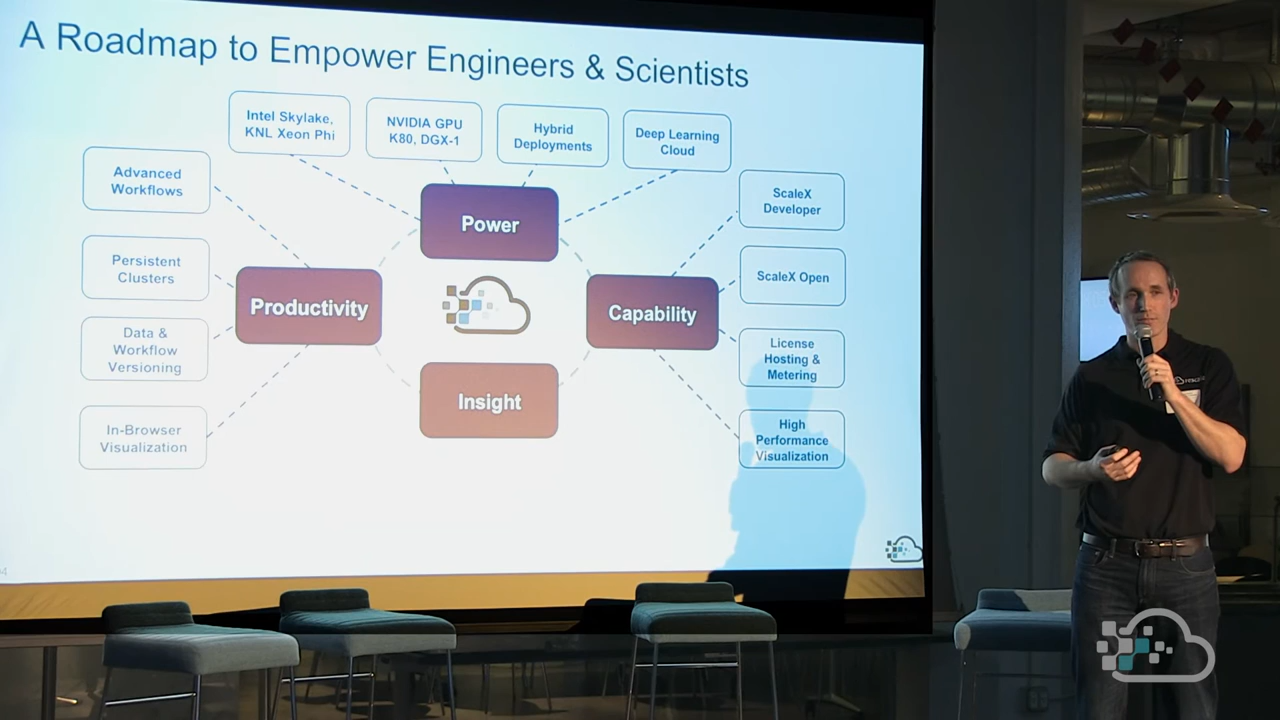 A Roadmap to Empower Engineers & Scientists
Intel Skylake,
KNL Xeon Phi
NVIDIA GPU
K80, DGX-1
Hybrid
Deployments
Deep Learning
Cloud
Advanced
Workflows
Persistent
Clusters
Data &
Workflow
Versioning
In-Browser
Visualization
Power
Productivity
Capability
Insight
ScaleX
Developer
ScaleX Open
License
Hosting &
Metering
High
Performance
Visualization